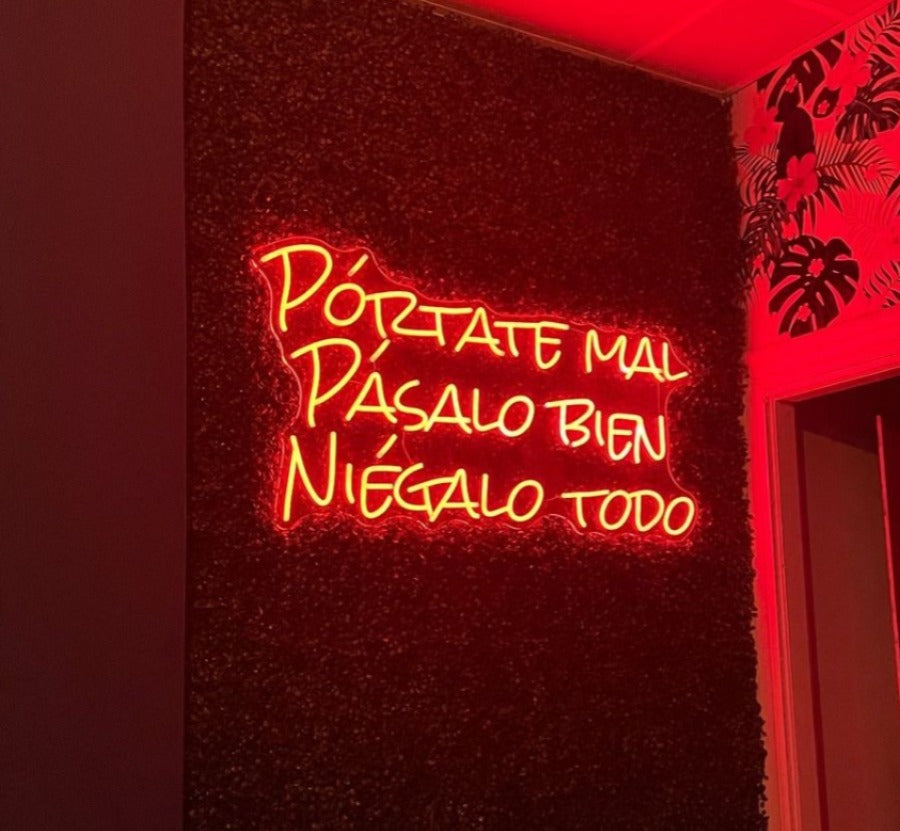 Pórtate mal
Pásalo bien
Niégalo todo